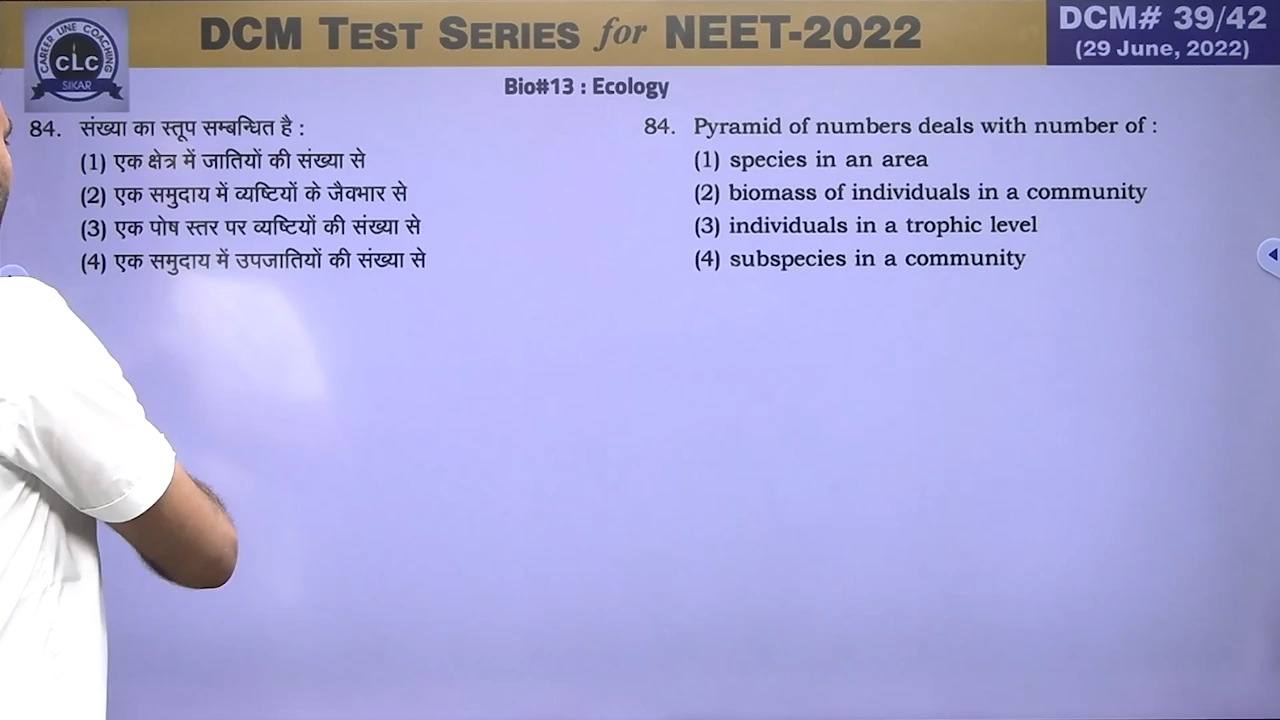 DCM TEST SERIES for NEET-2022
DCM# 39/42
(29 June, 2022)
CAREER LINE COACHING
CLC
SIKAR
Bio#13 : Ecology
84. संख्या का स्तूप सम्बन्धित है :
(1) एक क्षेत्र में जातियों की संख्या से
(2) एक समुदाय में व्यष्टियों के जैवभार से
(3) एक पोष स्तर पर व्यष्टियों की संख्या से
(4) एक समुदाय में उपजातियों की संख्या से
84. Pyramid of numbers deals with number of :
(1) species in an area
(2) biomass of individuals in a community
(3) individuals in a trophic level
(4) subspecies in a community